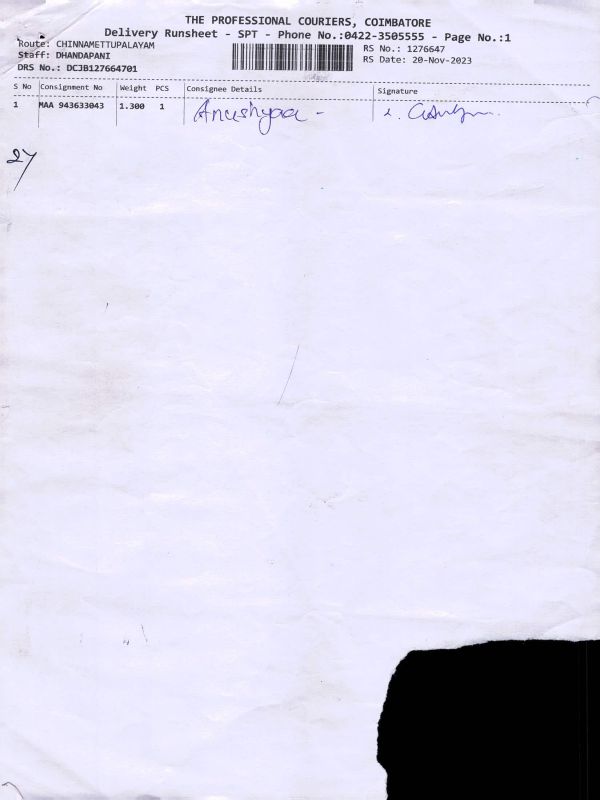 THE PROFESSIONAL COURIERS, COIMBATORE
Delivery Runsheet - SPT - Phone No.:0422-3505555 - Page No.:1
Route: CHINNAMETTUPALAYAM
Staff: DHANDAPANI
DRS No.: DCJB127664701
RS No.: 1276647
RS Date: 20-Nov-2023
S No Consignment No Weight PCS Consignee Details Signature
1 MAA 943633043 1.300 1 Anushyaa -
27